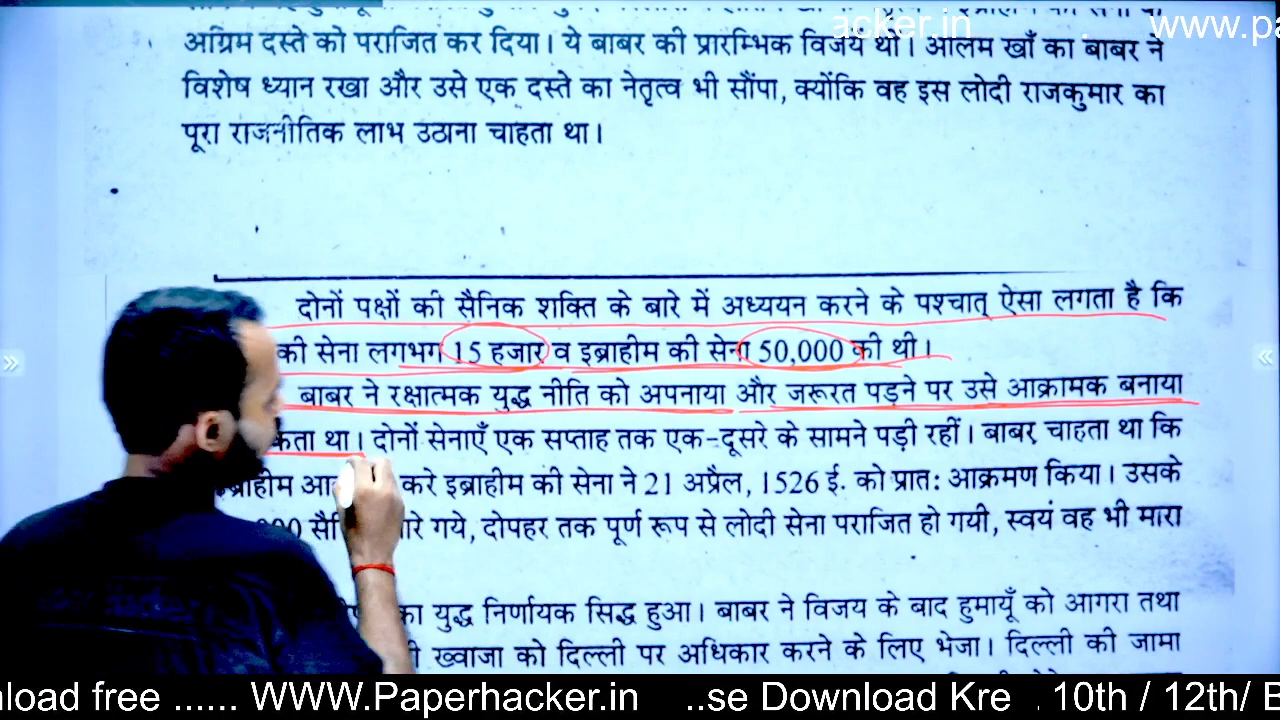 acker.in www.pa
अग्रिम दस्ते को पराजित कर दिया। ये बाबर की प्रारम्भिक विजय थी। आलम खाँ का बाबर ने
विशेष ध्यान रखा और उसे एक दस्ते का नेतृत्व भी सौंपा, क्योंकि वह इस लोदी राजकुमार का
पूरा राजनीतिक लाभ उठाना चाहता था।
दोनों पक्षों की सैनिक शक्ति के बारे में अध्ययन करने के पश्चात् ऐसा लगता है कि
की सेना लगभग 15 हजार व इब्राहीम की सेना 50,000 की थी।
बाबर ने रक्षात्मक युद्ध नीति को अपनाया और जरूरत पड़ने पर उसे आक्रामक बनाया
कता था। दोनों सेनाएँ एक सप्ताह तक एक-दूसरे के सामने पड़ी रहीं। बाबर चाहता था कि
ब्राहीम करे इब्राहीम की सेना ने 21 अप्रैल, 1526 ई. को प्रात: आक्रमण किया। उसके
गये, दोपहर तक पूर्ण रूप से लोदी सेना पराजित हो गयी, स्वयं वह भी मारा
का युद्ध निर्णायक सिद्ध हुआ। बाबर ने विजय के बाद हुमायूँ को आगरा तथा
ख्वाजा को दिल्ली पर अधिकार करने के लिए भेजा। दिल्ली की जामा
nload free ...... WWW.Paperhacker.in ..se Download Kre . 10th / 12th/ B